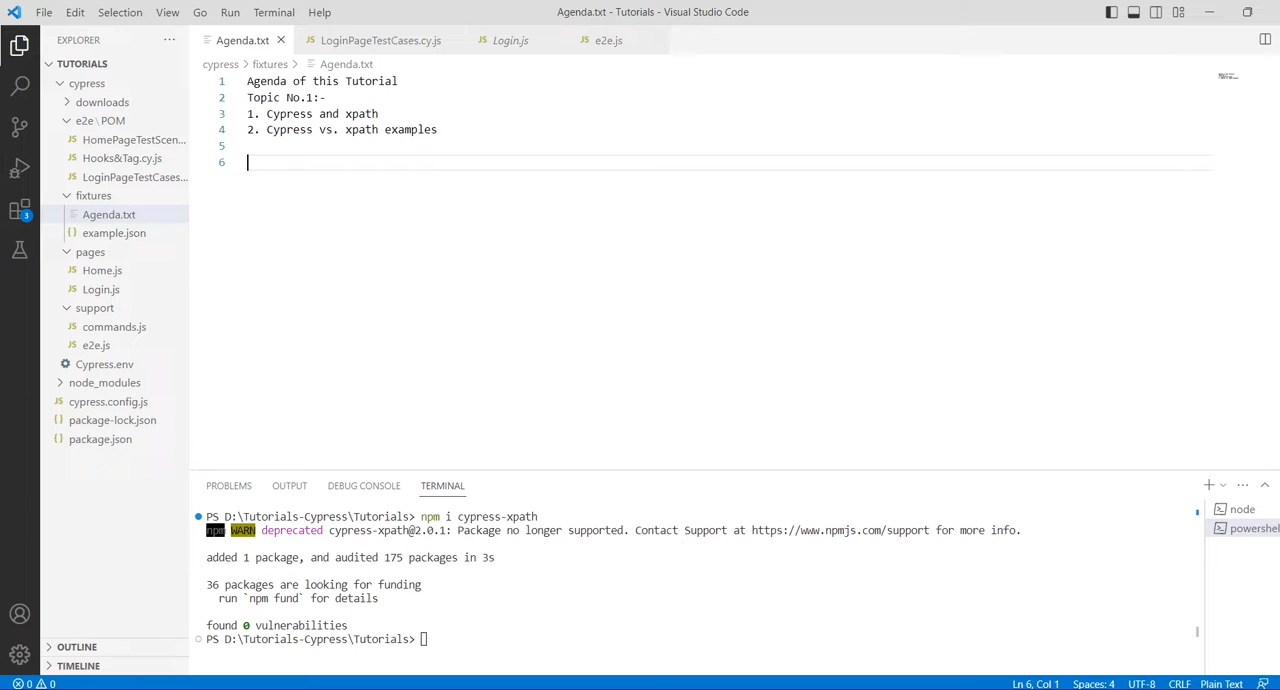 File Edit Selection View Go Run Terminal Help
Agenda.txt - Tutorials - Visual Studio Code
EXPLORER
TUTORIALS
cypress
downloads
e2e\POM
HomePageTestScen...
Hooks&Tag.cy.js
LoginPageTestCases...
fixtures
Agenda.txt
example.json
pages
Home.js
Login.js
support
commands.js
e2e.js
Cypress.env
node_modules
cypress.config.js
package-lock.json
package.json
OUTLINE
TIMELINE
3
Agenda.txt LoginPageTestCases.cy.js Login.js e2e.js
cypress > fixtures > Agenda.txt
1 Agenda of this Tutorial
2 Topic No.1:-
3 1. Cypress and xpath
4 2. Cypress vs. xpath examples
5
6
PROBLEMS OUTPUT DEBUG CONSOLE TERMINAL
PS D:\Tutorials-Cypress\Tutorials> npm i cypress-xpath
npm WARN deprecated cypress-xpath@2.0.1: Package no longer supported. Contact Support at https://www.npmjs.com/support for more info.
added 1 package, and audited 175 packages in 3s
36 packages are looking for funding
run `npm fund` for details
found 0 vulnerabilities
PS D:\Tutorials-Cypress\Tutorials>
node
powershel
0 0
Ln 6, Col 1 Spaces: 4 UTF-8 CRLF Plain Text